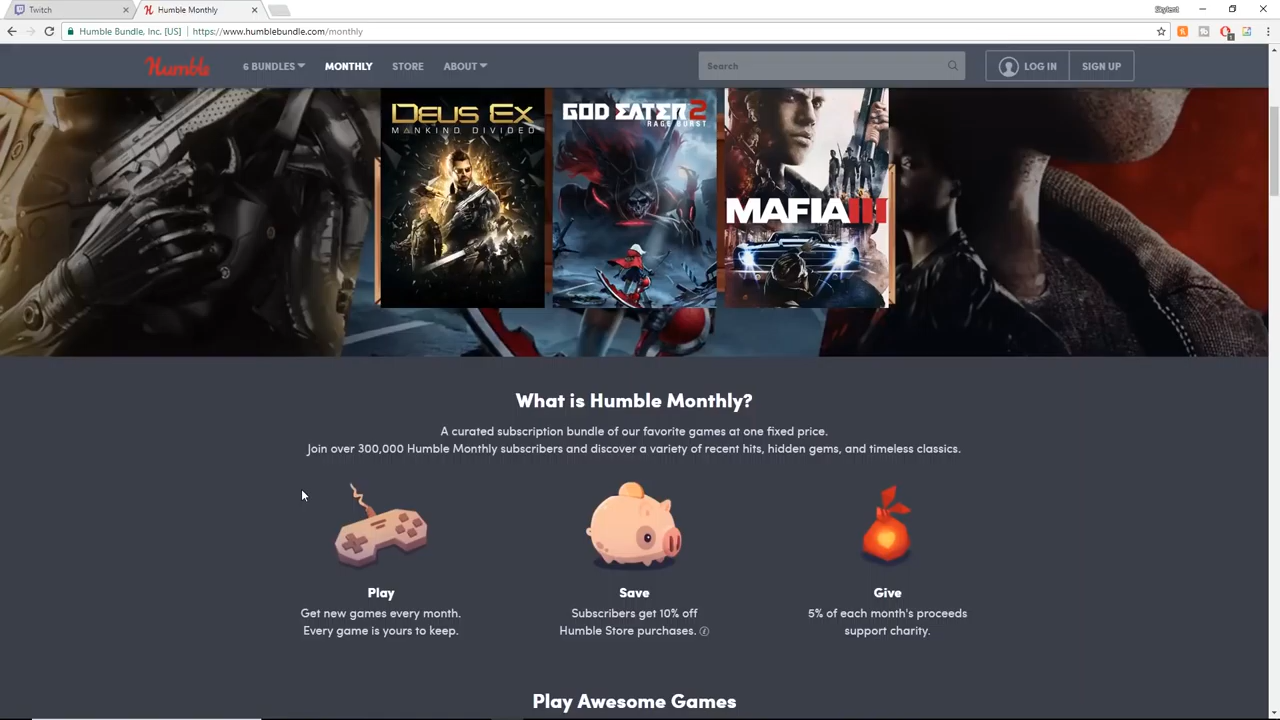 Twitch
Humble Monthly
Skytest
Humble Bundle, Inc. [US]
https://www.humblebundle.com/monthly
Humble
6 BUNDLES
MONTHLY
STORE
ABOUT
Search
LOG IN
SIGN UP
DEUS EX
MANKIND DIVIDED
GOD EATER 2
RAGE BURST
MAFIA III
What is Humble Monthly?
A curated subscription bundle of our favorite games at one fixed price.
Join over 300,000 Humble Monthly subscribers and discover a variety of recent hits, hidden gems, and timeless classics.
Play
Get new games every month.
Every game is yours to keep.
Save
Subscribers get 10% off
Humble Store purchases.
Give
5% of each month's proceeds
support charity.
Play Awesome Games